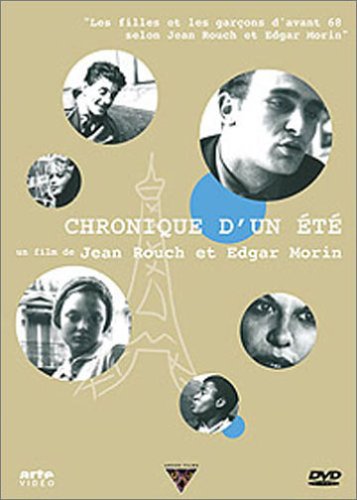 "Les filles et les garçons d'avant 68
selon Jean Rouch et Edgar Morin"
CHRONIQUE D'UN ÉTÉ
un film de Jean Rouch et Edgar Morin
arte
VIDEO
DVD
VIDEO